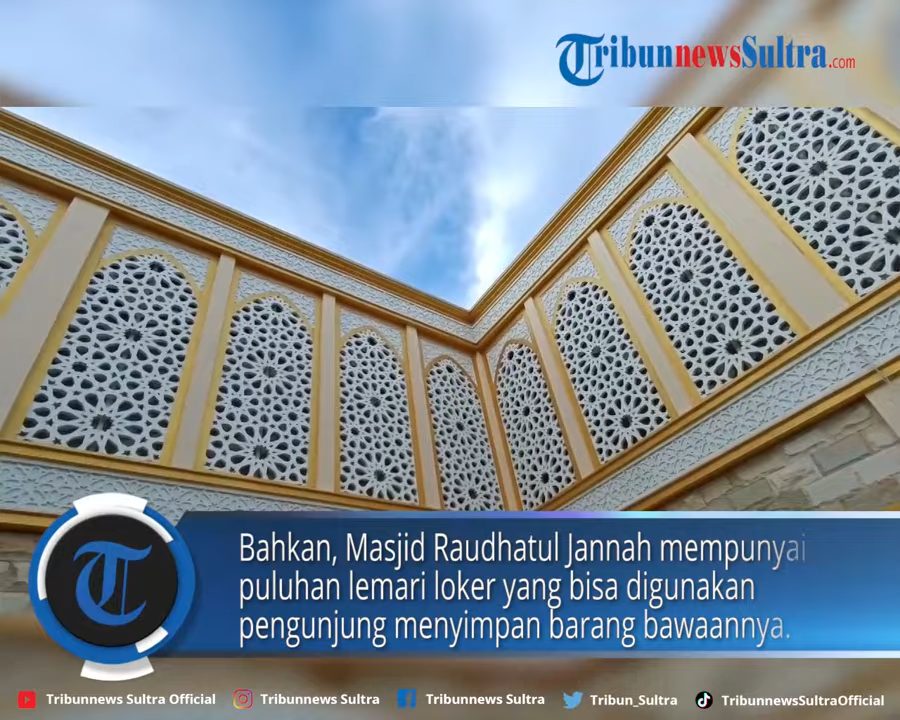 TribunnewsSultra.com
Bahkan, Masjid Raudhatul Jannah mempunyai
puluhan lemari loker yang bisa digunakan
pengunjung menyimpan barang bawaannya.
Tribunnews Sultra Official Tribunnews Sultra Tribunnews Sultra Tribun_Sultra TribunnewsSultraOfficial